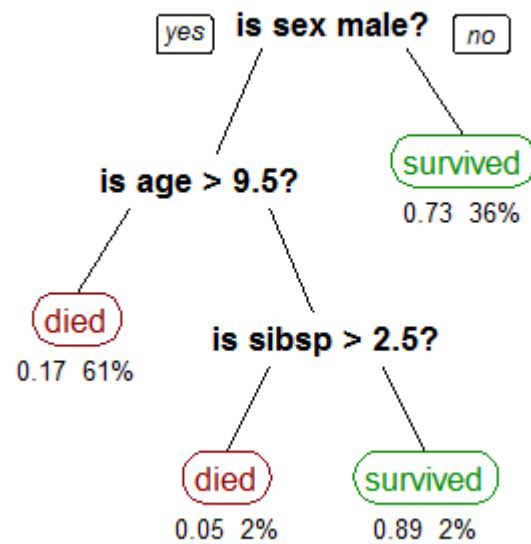 yes is sex male? no
is age > 9.5?
survived
0.73 36%
died
0.17 61%
is sibsp > 2.5?
died
0.05 2%
survived
0.89 2%